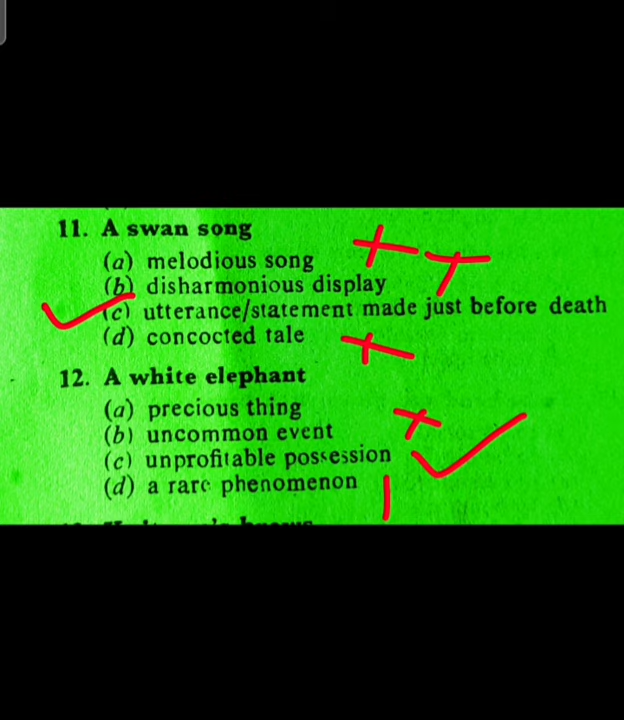 11. A swan song
(a) melodious song
(b) disharmonious display
(c) utterance/statement made just before death
(d) concocted tale
12. A white elephant
(a) precious thing
(b) uncommon event
(c) unprofitable possession
(d) a rare phenomenon